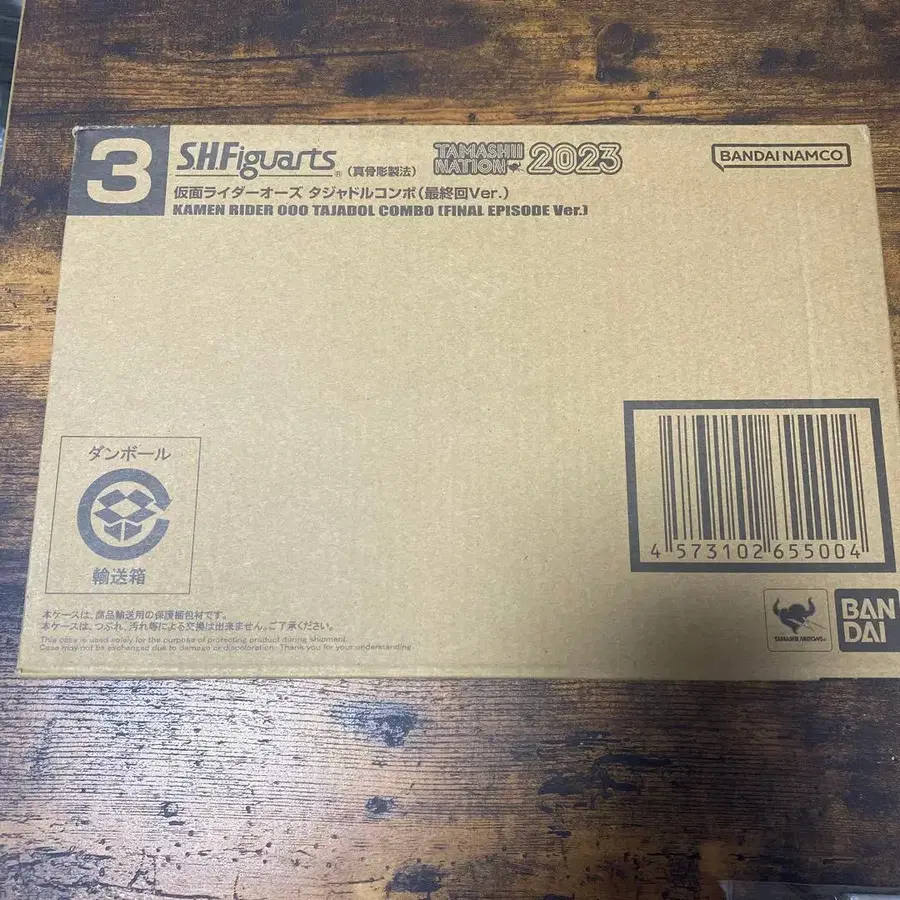 3
S.H.Figuarts® (真骨彫製法) TAMASHII NATION 2023
BANDAI NAMCO
仮面ライダーオーズ タジャドルコンボ(最終回Ver.)
KAMEN RIDER OOO TAJADOL COMBO (FINAL EPISODE Ver.)
ダンボール
輸送箱
4 573102 655004
本ケースは、商品輸送用の保護梱包材です。
本ケースは、つぶれ、汚れ等による交換は出来ません。ご了承ください。
This case is used solely for the purpose of protecting product during shipment.
Case may not be exchanged due to damage or discoloration. Thank you for your understanding.
TAMASHII NATIONS
BAN
DAI